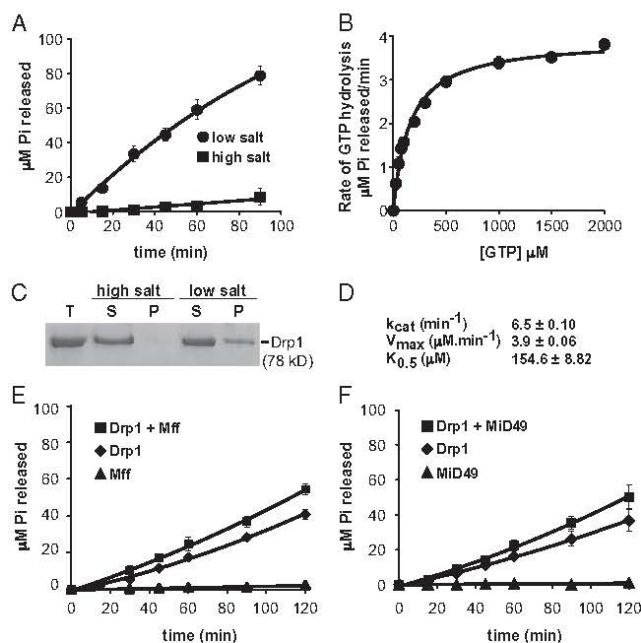 A
100
80
60
40
20
0
µM Pi released
low salt
high salt
0 20 40 60 80 100
time (min)
B
4
3
2
1
0
Rate of GTP hydrolysis
µM Pi released/min
0 500 1000 1500 2000
[GTP] µM
C
high salt low salt
T S P S P
Drp1
(78 kD)
D
kcat (min-1) 6.5 ± 0.10
Vmax (µM.min-1) 3.9 ± 0.06
K0.5 (µM) 154.6 ± 8.82
E
100
80
60
40
20
0
µM Pi released
Drp1 + Mff
Drp1
Mff
0 20 40 60 80 100 120
time (min)
F
100
80
60
40
20
0
µM Pi released
Drp1 + MiD49
Drp1
MiD49
0 20 40 60 80 100 120
time (min)